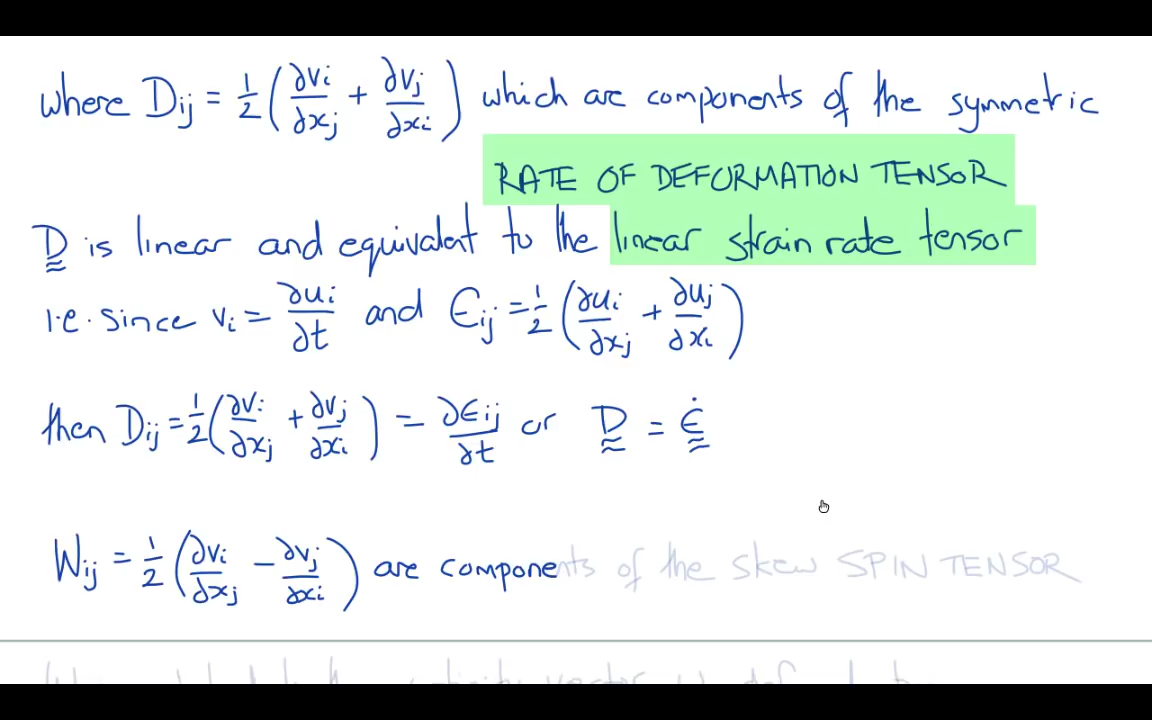 where Dij = 1/2 (∂vi/∂xj + ∂vj/∂xi) which are components of the symmetric
RATE OF DEFORMATION TENSOR
D is linear and equivalent to the linear strain rate tensor
i.e. since vi = ∂ui/∂t and Eij = 1/2 (∂ui/∂xj + ∂uj/∂xi)
then Dij = 1/2 (∂vi/∂xj + ∂vj/∂xi) = ∂Eij/∂t or D = Ė
Wij = 1/2 (∂vi/∂xj − ∂vj/∂xi) are components of the skew SPIN TENSOR